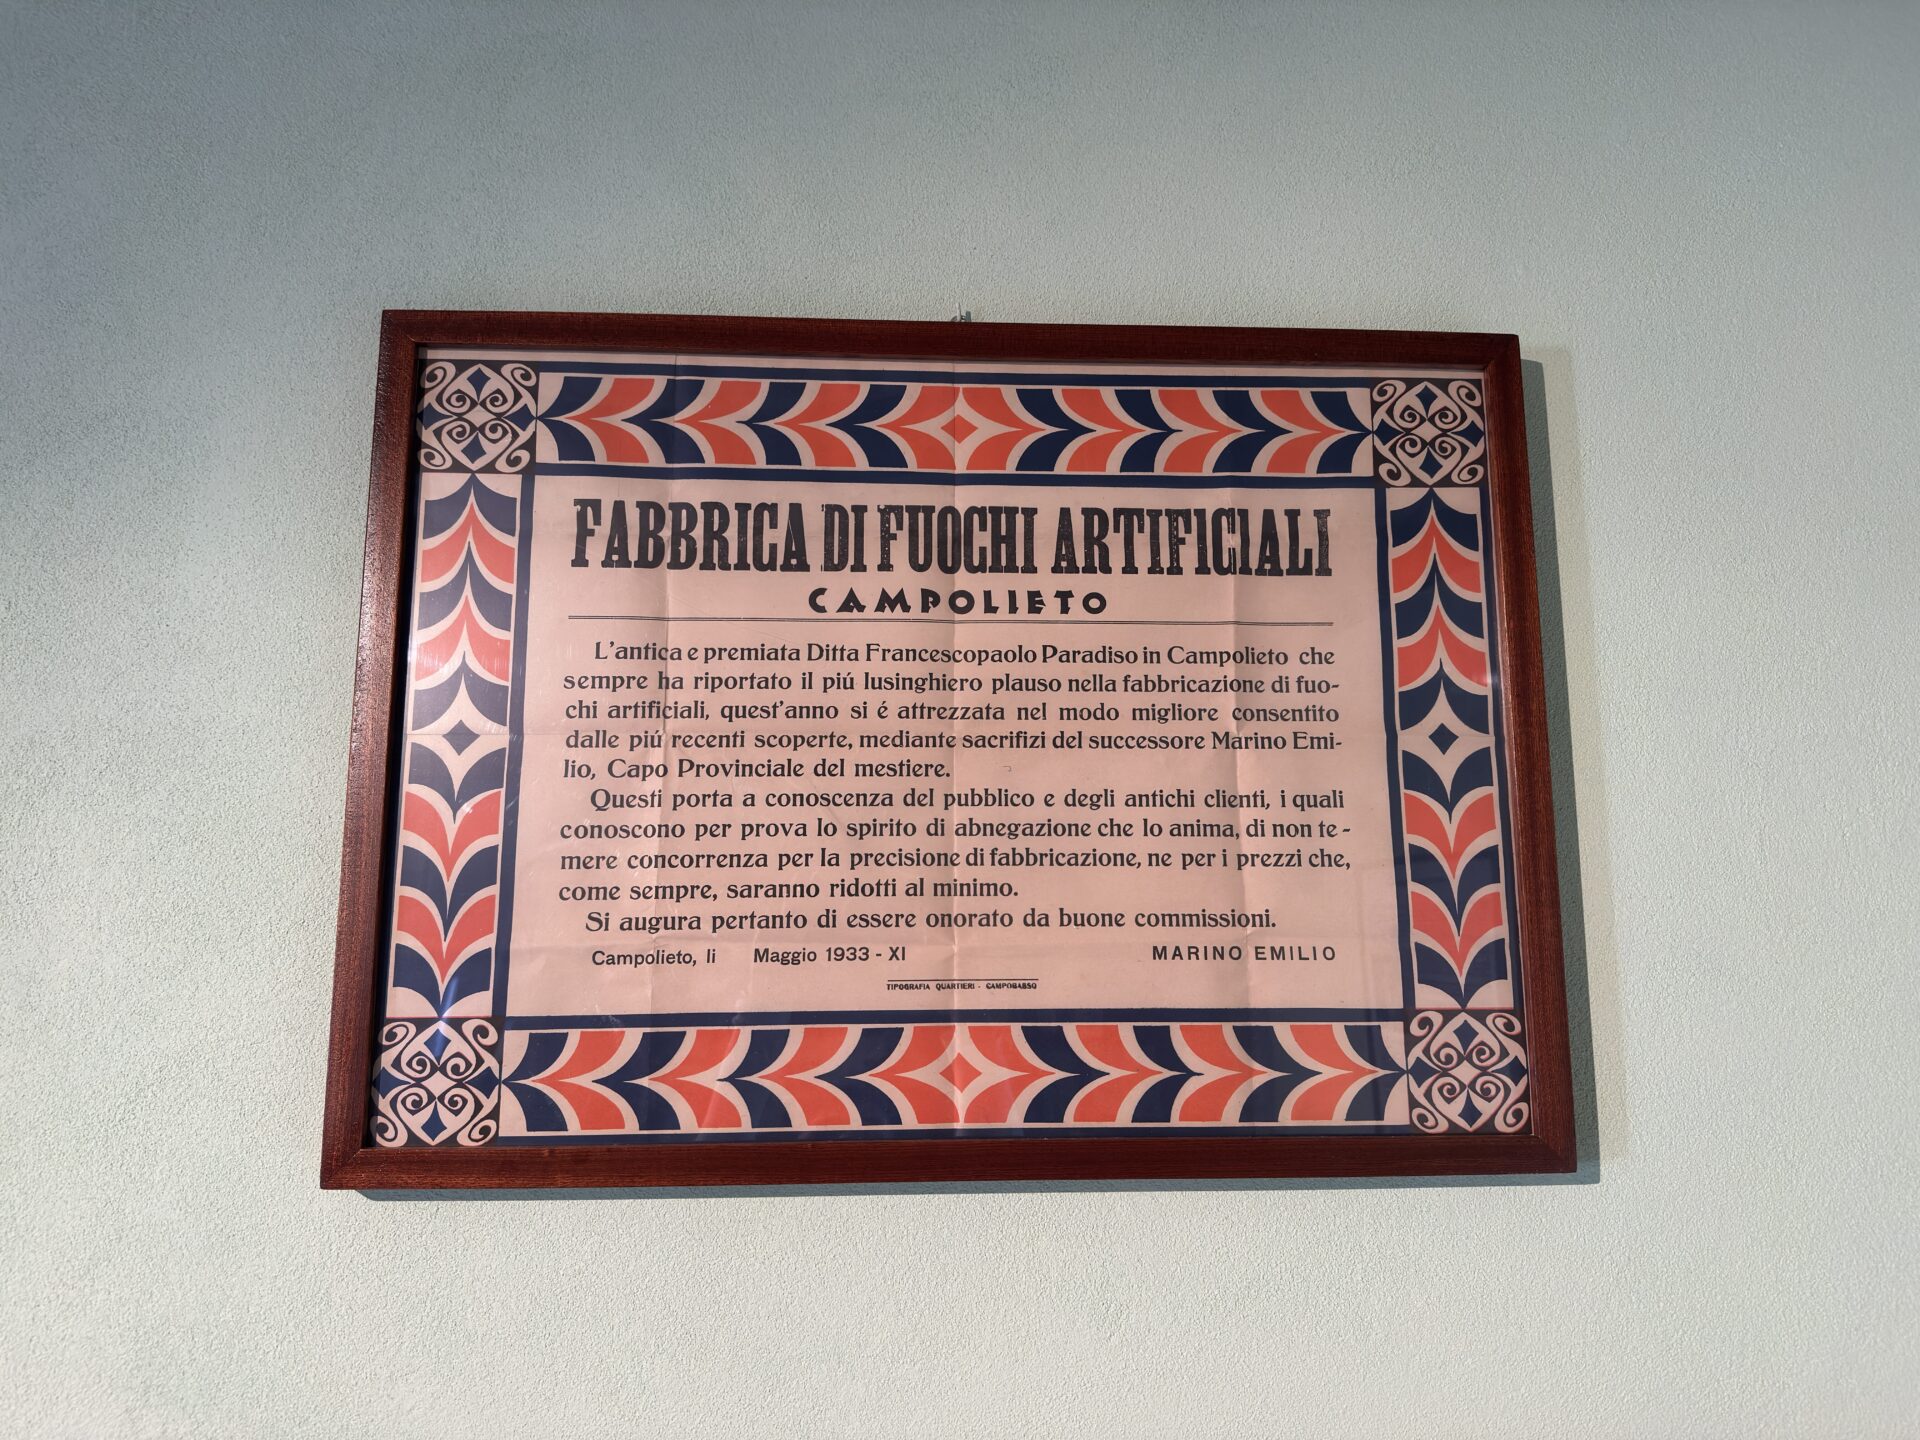 FABBRICA DI FUOCHI ARTIFICIALI
CAMPOLIETO
L'antica e premiata Ditta Francescopaolo Paradiso in Campolieto che
sempre ha riportato il piú lusinghiero plauso nella fabbricazione di fuo-
chi artificiali, quest'anno si é attrezzata nel modo migliore consentito
dalle piú recenti scoperte, mediante sacrifizi del successore Marino Emi-
lio, Capo Provinciale del mestiere.
Questi porta a conoscenza del pubblico e degli antichi clienti, i quali
conoscono per prova lo spirito di abnegazione che lo anima, di non te-
mere concorrenza per la precisione di fabbricazione, ne per i prezzi che,
come sempre, saranno ridotti al minimo.
Si augura pertanto di essere onorato da buone commissioni.
Campolieto, li Maggio 1933 - XI MARINO EMILIO
TIPOGRAFIA QUARTIERI - CAMPOBASSO